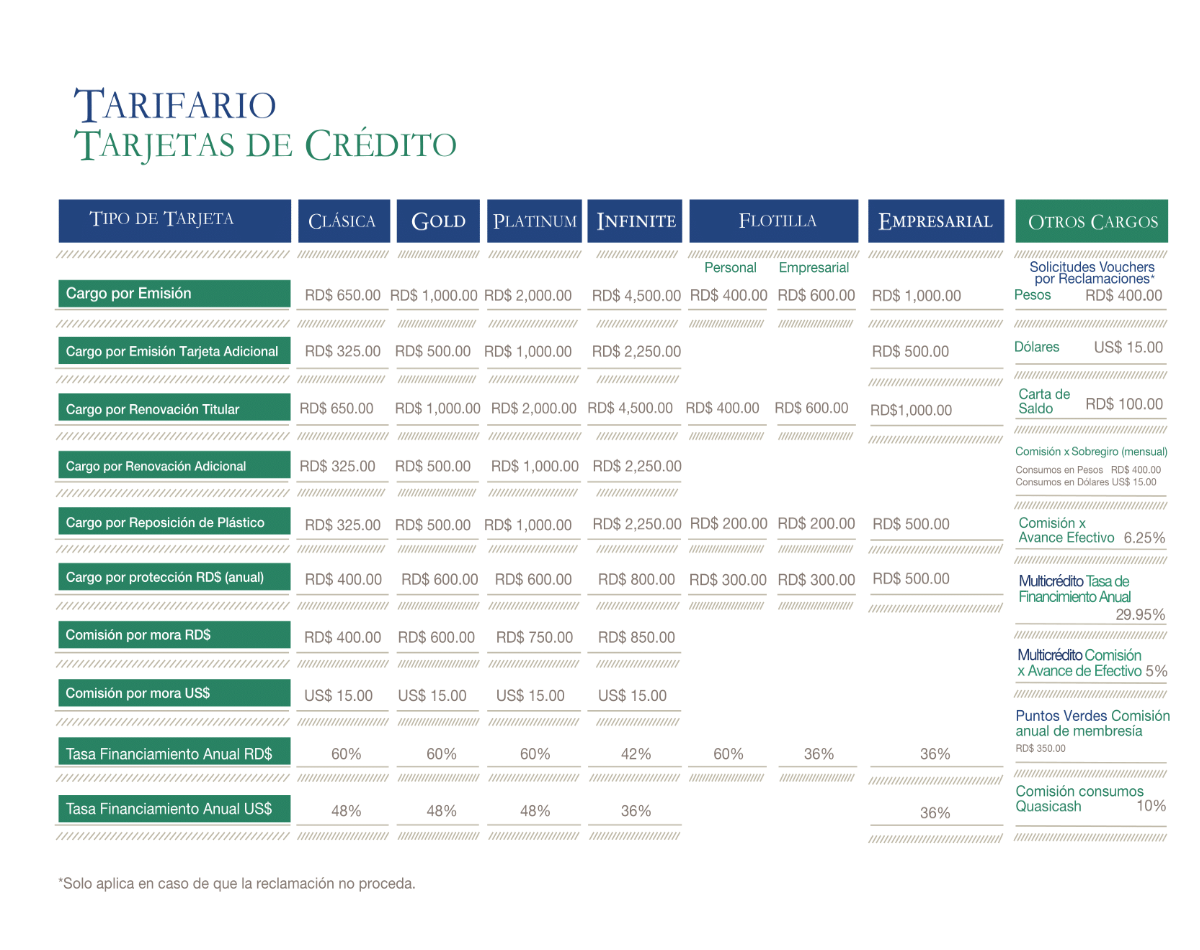 TARIFARIO
TARJETAS DE CRÉDITO
TIPO DE TARJETA CLÁSICA GOLD PLATINUM INFINITE FLOTILLA EMPRESARIAL OTROS CARGOS
Personal Empresarial Solicitudes Vouchers
por Reclamaciones*
Cargo por Emisión RD$ 650.00 RD$ 1,000.00 RD$ 2,000.00 RD$ 4,500.00 RD$ 400.00 RD$ 600.00 RD$ 1,000.00 Pesos RD$ 400.00
Cargo por Emisión Tarjeta Adicional RD$ 325.00 RD$ 500.00 RD$ 1,000.00 RD$ 2,250.00 RD$ 500.00 Dólares US$ 15.00
Carta de
Cargo por Renovación Titular RD$ 650.00 RD$ 1,000.00 RD$ 2,000.00 RD$ 4,500.00 RD$ 400.00 RD$ 600.00 RD$1,000.00 Saldo RD$ 100.00
Comisión x Sobregiro (mensual)
Cargo por Renovación Adicional RD$ 325.00 RD$ 500.00 RD$ 1,000.00 RD$ 2,250.00 Consumos en Pesos RD$ 400.00
Consumos en Dólares US$ 15.00
Cargo por Reposición de Plástico RD$ 325.00 RD$ 500.00 RD$ 1,000.00 RD$ 2,250.00 RD$ 200.00 RD$ 200.00 RD$ 500.00 Comisión x
Avance Efectivo 6.25%
Cargo por protección RD$ (anual) RD$ 400.00 RD$ 600.00 RD$ 600.00 RD$ 800.00 RD$ 300.00 RD$ 300.00 RD$ 500.00 Multicrédito Tasa de
Financimiento Anual
29.95%
Comisión por mora RD$ RD$ 400.00 RD$ 600.00 RD$ 750.00 RD$ 850.00
Multicrédito Comisión
x Avance de Efectivo 5%
Comisión por mora US$ US$ 15.00 US$ 15.00 US$ 15.00 US$ 15.00
Puntos Verdes Comisión
anual de membresía
RD$ 350.00
Tasa Financiamiento Anual RD$ 60% 60% 60% 42% 60% 36% 36%
Comisión consumos
Quasicash 10%
Tasa Financiamiento Anual US$ 48% 48% 48% 36% 36%
*Solo aplica en caso de que la reclamación no proceda.